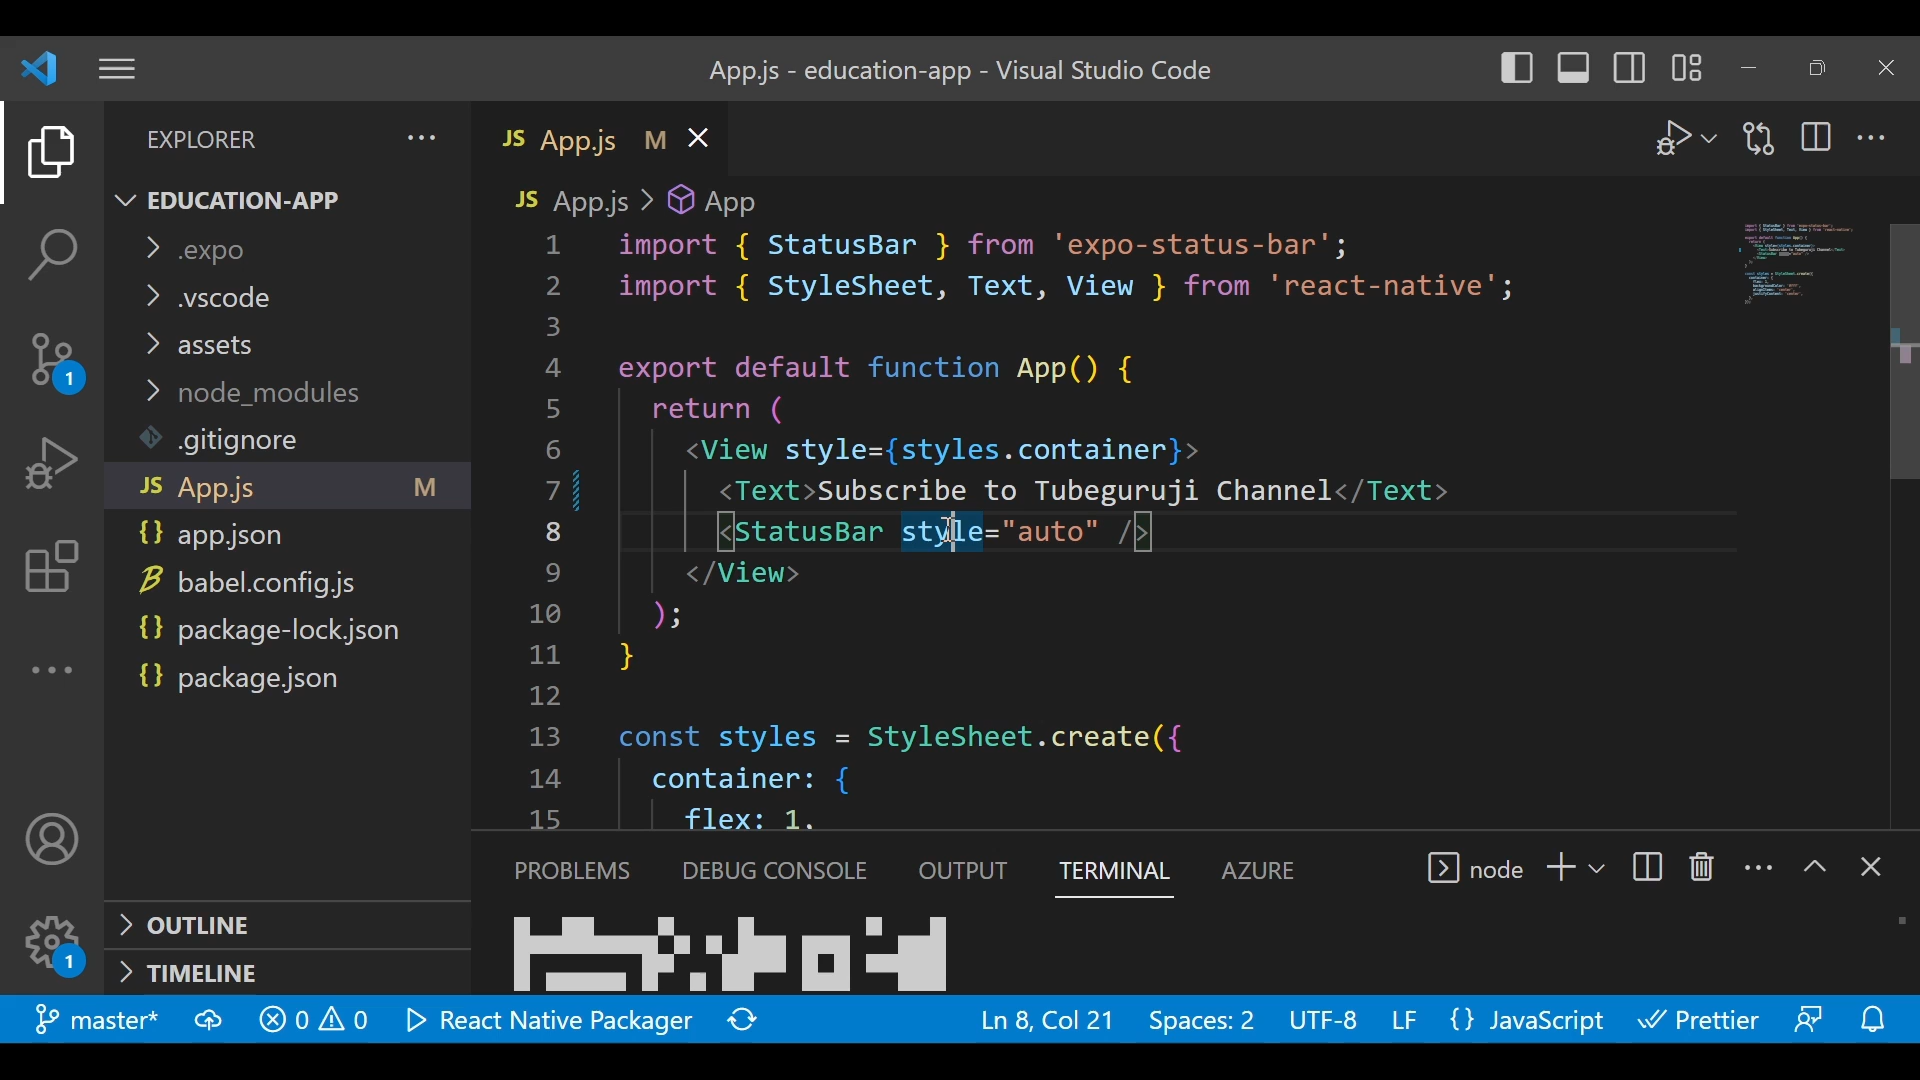 App.js - education-app - Visual Studio Code
EXPLORER
EDUCATION-APP
.expo
.vscode
assets
node_modules
.gitignore
JS App.js M
{} app.json
babel.config.js
{} package-lock.json
{} package.json
OUTLINE
TIMELINE
1
1
JS App.js M
JS App.js > App
1 import { StatusBar } from 'expo-status-bar';
2 import { StyleSheet, Text, View } from 'react-native';
3
4 export default function App() {
5 return (
6 <View style={styles.container}>
7 <Text>Subscribe to Tubeguruji Channel</Text>
8 <StatusBar style="auto" />
9 </View>
10 );
11 }
12
13 const styles = StyleSheet.create({
14 container: {
15 flex: 1,
PROBLEMS DEBUG CONSOLE OUTPUT TERMINAL AZURE node
master* 0 0 React Native Packager Ln 8, Col 21 Spaces: 2 UTF-8 LF {} JavaScript Prettier